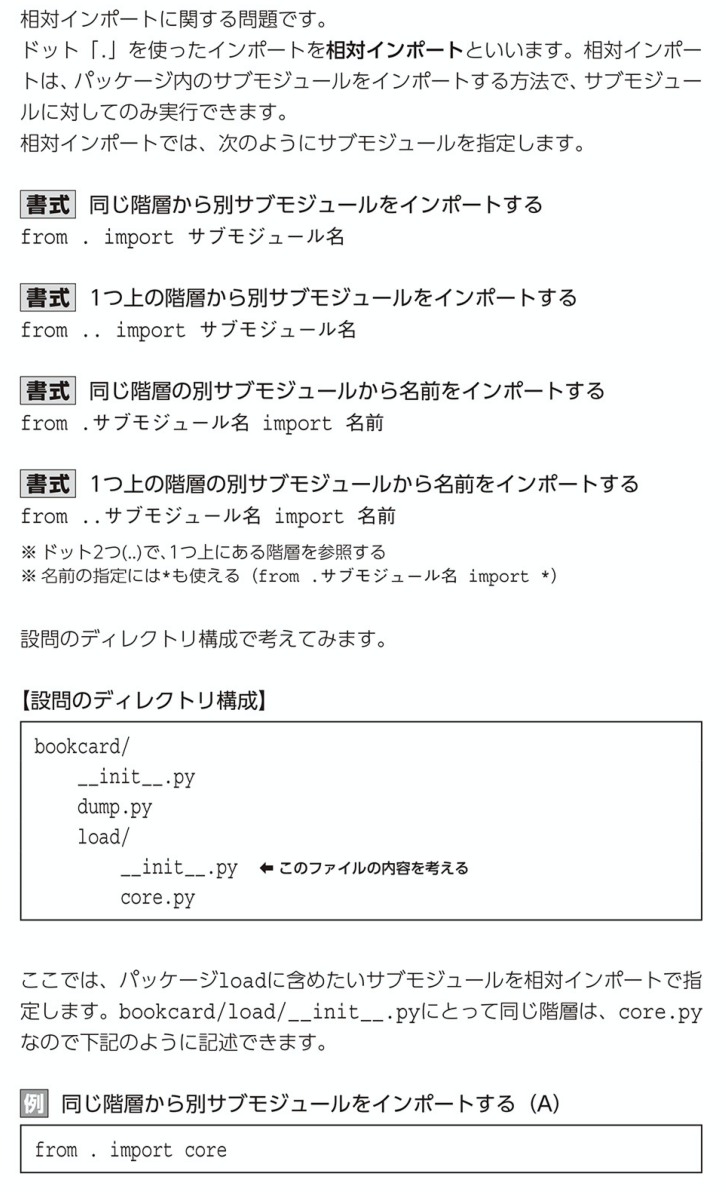 相対インポートに関する問題です。
ドット「.」を使ったインポートを相対インポートといいます。相対インポー
トは、パッケージ内のサブモジュールをインポートする方法で、サブモジュー
ルに対してのみ実行できます。
相対インポートでは、次のようにサブモジュールを指定します。
書式 同じ階層から別サブモジュールをインポートする
from . import サブモジュール名
書式 1つ上の階層から別サブモジュールをインポートする
from .. import サブモジュール名
書式 同じ階層の別サブモジュールから名前をインポートする
from .サブモジュール名 import 名前
書式 1つ上の階層の別サブモジュールから名前をインポートする
from ..サブモジュール名 import 名前
※ドット2つ(..)で、1つ上にある階層を参照する
※名前の指定には*も使える（from .サブモジュール名 import *）
設問のディレクトリ構成で考えてみます。
【設問のディレクトリ構成】
bookcard/
    __init__.py
    dump.py
    load/
        __init__.py ← このファイルの内容を考える
        core.py
ここでは、パッケージloadに含めたいサブモジュールを相対インポートで指
定します。bookcard/load/__init__.pyにとって同じ階層は、core.py
なので下記のように記述できます。
例 同じ階層から別サブモジュールをインポートする（A）
from . import core